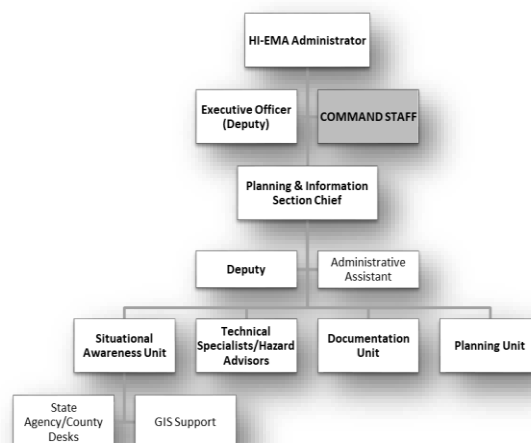 HI-EMA Administrator
Executive Officer
(Deputy)
COMMAND STAFF
Planning & Information
Section Chief
Deputy
Administrative
Assistant
Situational
Awareness Unit
Technical
Specialists/Hazard
Advisors
Documentation
Unit
Planning Unit
State
Agency/County
Desks
GIS Support